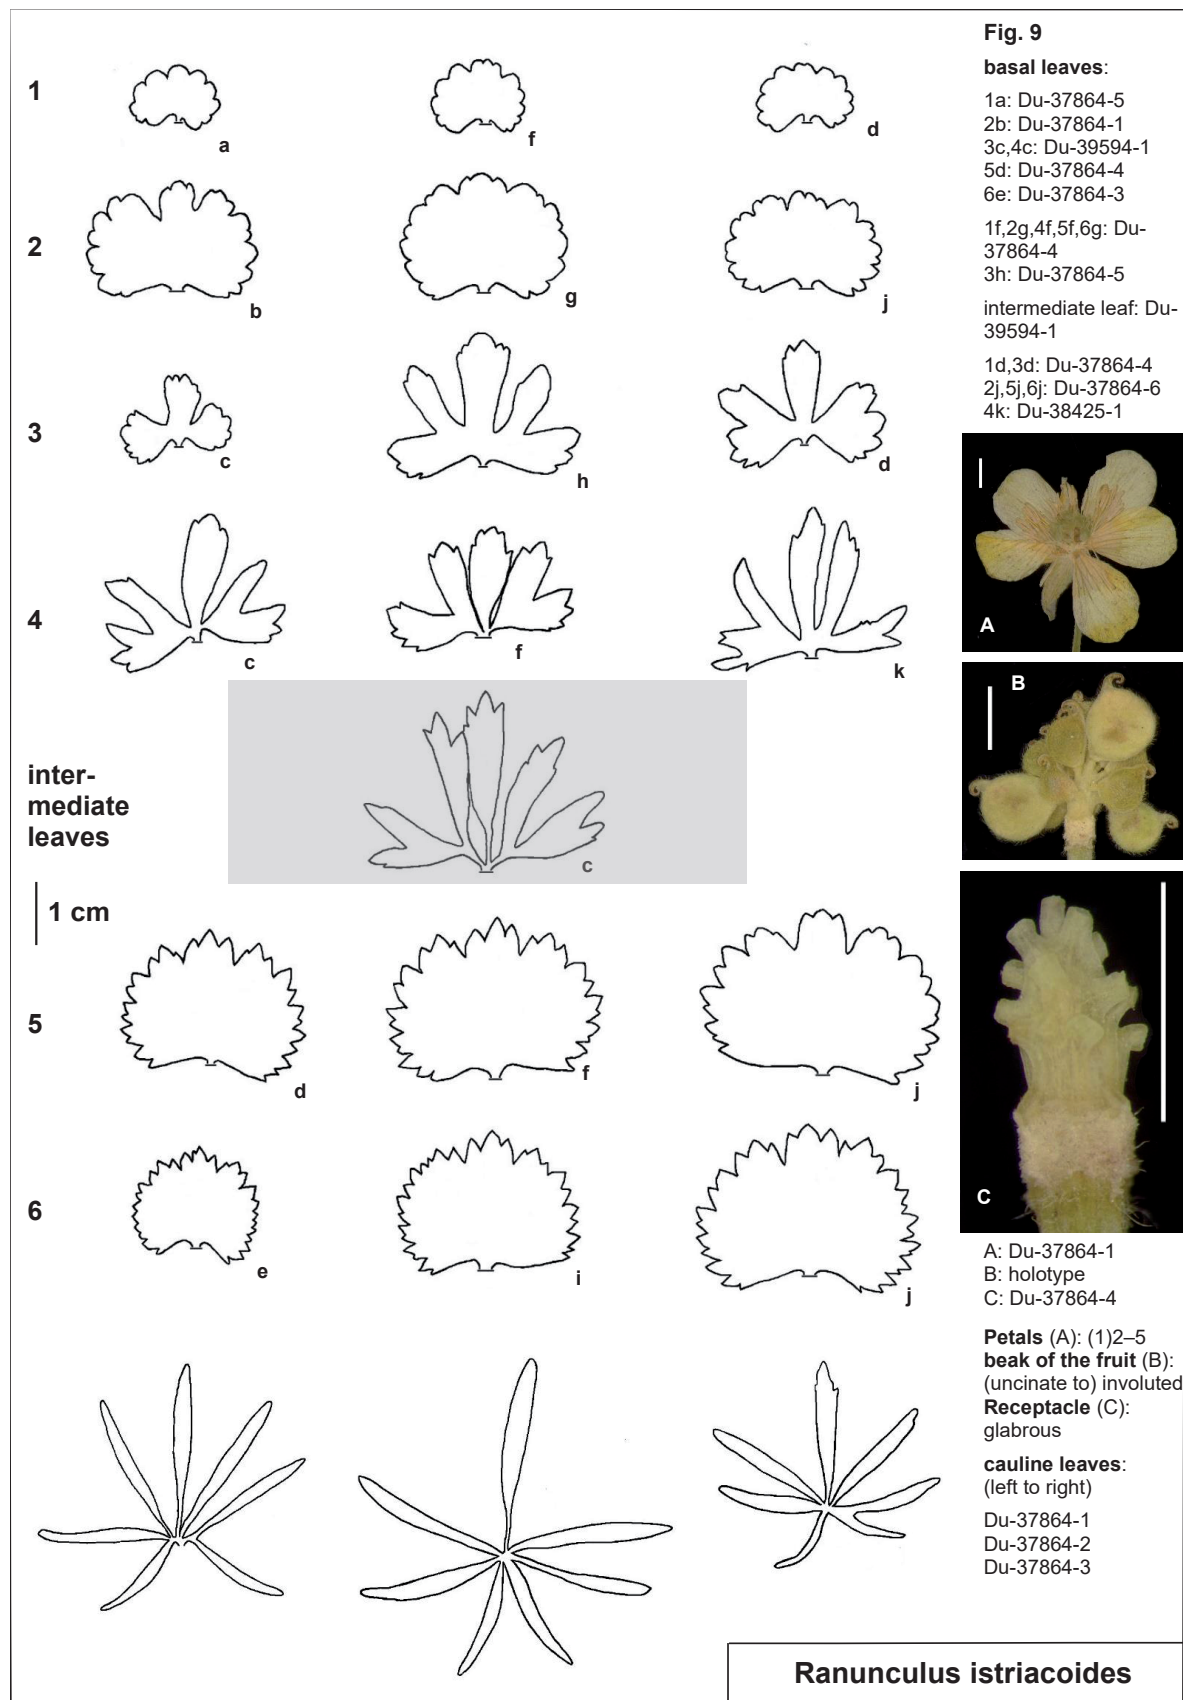 1
a
f
d
2
b
g
j
3
c
h
d
4
c
f
k
inter-
mediate
leaves
c
1 cm
5
d
f
j
6
e
i
j
Fig. 9
basal leaves:
1a: Du-37864-5
2b: Du-37864-1
3c,4c: Du-39594-1
5d: Du-37864-4
6e: Du-37864-3
1f,2g,4f,5f,6g: Du-
37864-4
3h: Du-37864-5
intermediate leaf: Du-
39594-1
1d,3d: Du-37864-4
2j,5j,6j: Du-37864-6
4k: Du-38425-1
A
B
C
A: Du-37864-1
B: holotype
C: Du-37864-4
Petals (A): (1)2–5
beak of the fruit (B):
(uncinate to) involuted
Receptacle (C):
glabrous
cauline leaves:
(left to right)
Du-37864-1
Du-37864-2
Du-37864-3
Ranunculus istriacoides